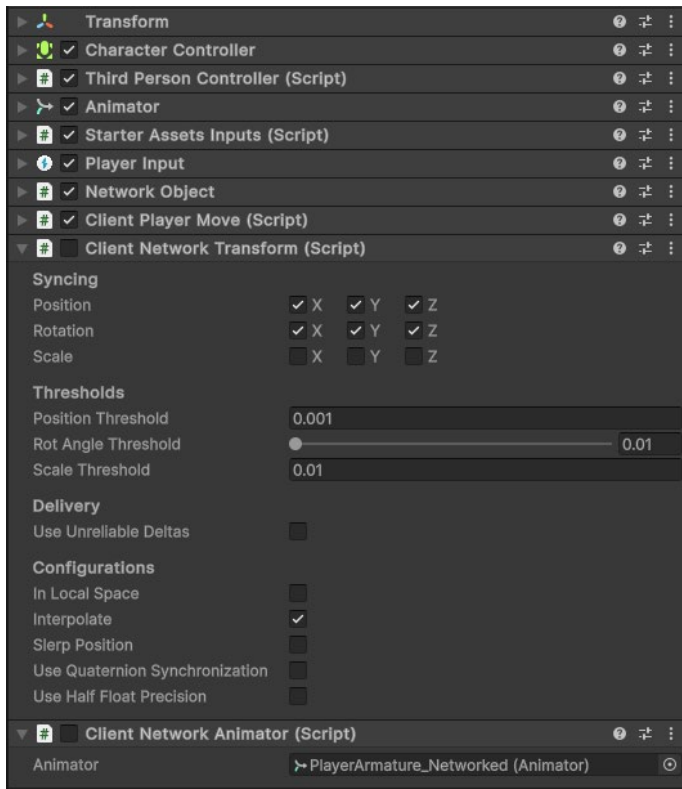 Transform
Character Controller
# Third Person Controller (Script)
Animator
# Starter Assets Inputs (Script)
Player Input
# Network Object
# Client Player Move (Script)
# Client Network Transform (Script)
Syncing
Position X Y Z
Rotation X Y Z
Scale X Y Z
Thresholds
Position Threshold 0.001
Rot Angle Threshold 0.01
Scale Threshold 0.01
Delivery
Use Unreliable Deltas
Configurations
In Local Space
Interpolate
Slerp Position
Use Quaternion Synchronization
Use Half Float Precision
# Client Network Animator (Script)
Animator PlayerArmature_Networked (Animator)